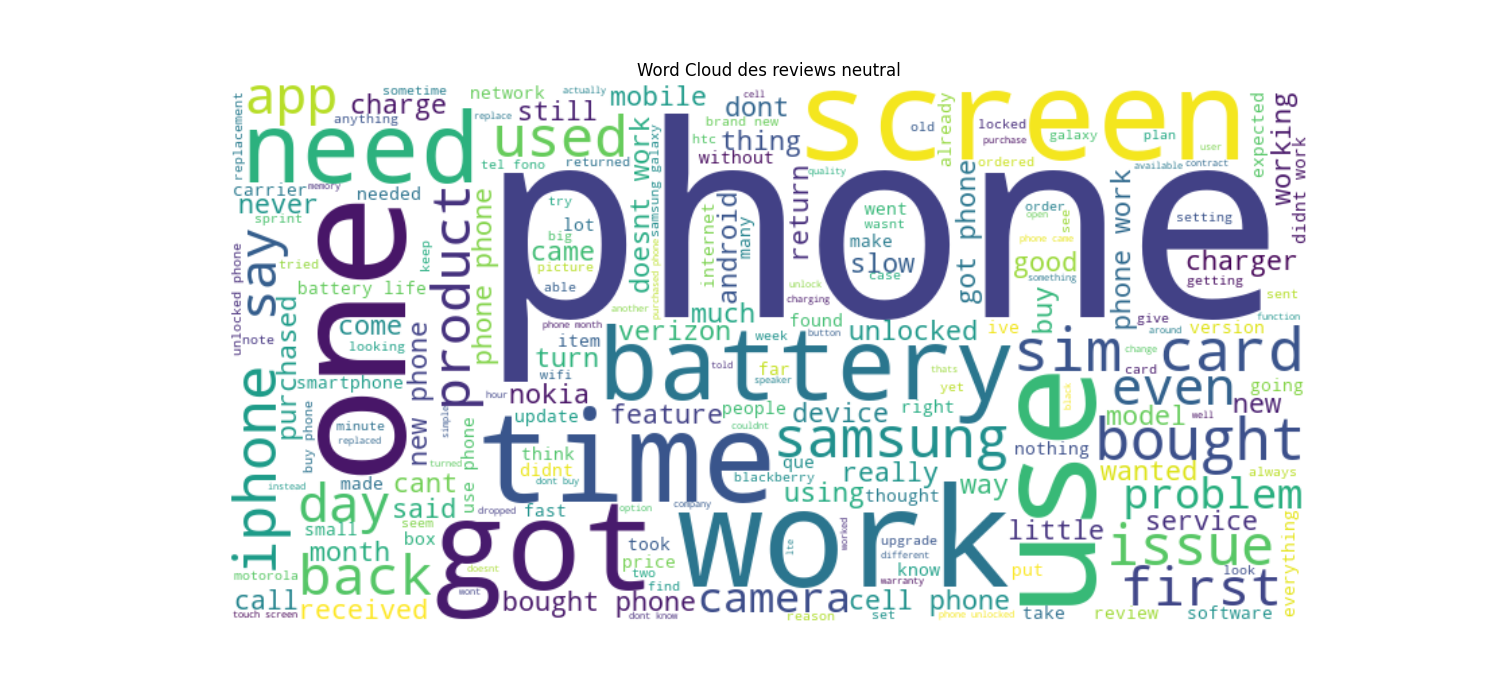 Word Cloud des reviews neutral
sometime
network
actually
cell
app
charge
mobile
dont
screen
replacement
anything
replace
still
brand new
old
locked
galaxy
plan
user
expected
working
need
used
htc
thing
already
purchase
tel fono
returned
doesnt work
samsung galaxy
without
quality
ordered
available
contract
didnt work
carrier
memory
needed
never
sprint
phone
one
product
phone phone
try
lot
big
came
picture
able
many
android
internet
return
went
wasnt
make
slow
case
got phone
order
open
see
phone came
good
something
phone work
setting
charger
getting
say
tried
keep
battery life
purchased phone
unlock
charging
buy
sent
unlocked phone
note
purchased
come
looking
new phone
phone month
another
much
found
button
unlocked
ive
give
around
version
function
item
verizon
week
turn
wifi
told
battery
thats
sim card
change
card
iphone
smartphone
hour
nokia
far
speaker
yet
use
black
even
going
update
feature
people
device
right
model
well
new
minute
replaced
buy phone
simple
couldnt
time
samsung
nothing
bought
turned
use phone
think
didnt
dont buy
que
blackberry
really
wanted
always
instead
made
cant
using
thought
way
problem
day
said
dropped
fast
option
company
work
little
service
small
seem
box
got
took
lte
worked
upgrade
different
issue
everything
month
price
two
know
look
motorola
back
doesnt
find
warranty
put
first
call
received
mont
bought phone
camera
cell phone
touch screen
dont know
reason
set
phone unlocked
take
review
software